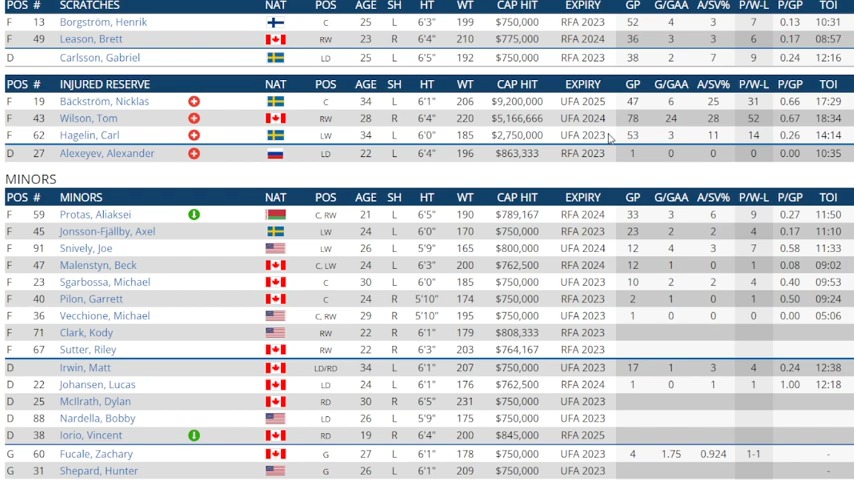 POS # SCRATCHES NAT POS AGE SH HT WT CAP HIT EXPIRY GP G/GAA A/SV% P/W-L P/GP TOI
F 13 Borgström, Henrik C 25 L 6'3" 199 $750,000 RFA 2023 52 4 3 7 0.13 10:31
F 49 Leason, Brett RW 23 R 6'4" 210 $775,000 RFA 2023 36 3 3 6 0.17 08:57
D Carlsson, Gabriel LD 25 L 6'5" 192 $750,000 RFA 2023 38 2 7 9 0.24 12:16
POS # INJURED RESERVE NAT POS AGE SH HT WT CAP HIT EXPIRY GP G/GAA A/SV% P/W-L P/GP TOI
F 19 Bäckström, Nicklas C 34 L 6'1" 206 $9,200,000 UFA 2025 47 6 25 31 0.66 17:29
F 43 Wilson, Tom RW 28 R 6'4" 220 $5,166,666 UFA 2024 78 24 28 52 0.67 18:34
F 62 Hagelin, Carl LW 34 L 6'0" 185 $2,750,000 UFA 2023 53 3 11 14 0.26 14:14
D 27 Alexeyev, Alexander LD 22 L 6'4" 196 $863,333 RFA 2023 1 0 0 0 0.00 10:35
MINORS
POS # MINORS NAT POS AGE SH HT WT CAP HIT EXPIRY GP G/GAA A/SV% P/W-L P/GP TOI
F 59 Protas, Aliaksei C, RW 21 L 6'5" 190 $789,167 RFA 2024 33 3 6 9 0.27 11:50
F 45 Jonsson-Fjällby, Axel LW 24 L 6'0" 170 $750,000 RFA 2023 23 2 2 4 0.17 11:10
F 91 Snively, Joe LW 26 L 5'9" 165 $800,000 UFA 2024 12 4 3 7 0.58 11:33
F 47 Malenstyn, Beck C, LW 24 L 6'3" 200 $762,500 RFA 2024 12 1 0 1 0.08 09:02
F 23 Sgarbossa, Michael C 30 L 6'0" 185 $750,000 UFA 2023 10 2 2 4 0.40 09:53
F 40 Pilon, Garrett C 24 R 5'10" 174 $750,000 RFA 2023 2 1 0 1 0.50 09:24
F 36 Vecchione, Michael C, RW 29 R 5'10" 195 $750,000 UFA 2023 1 0 0 0 0.00 05:06
F 71 Clark, Kody RW 22 R 6'1" 179 $808,333 RFA 2023
F 67 Sutter, Riley RW 22 R 6'3" 203 $764,167 RFA 2023
D Irwin, Matt LD/RD 34 L 6'1" 207 $750,000 UFA 2023 17 1 3 4 0.24 12:38
D 22 Johansen, Lucas LD 24 L 6'1" 176 $762,500 RFA 2024 1 0 1 1 1.00 12:18
D 25 McIlrath, Dylan RD 30 R 6'5" 231 $750,000 UFA 2023
D 88 Nardella, Bobby LD 26 L 5'9" 175 $750,000 UFA 2023
D 38 Iorio, Vincent RD 19 R 6'4" 200 $845,000 RFA 2025
G 60 Fucale, Zachary G 27 L 6'1" 178 $750,000 UFA 2023 4 1.75 0.924 1-1 -
G 31 Shepard, Hunter G 26 L 6'1" 209 $750,000 UFA 2023 -